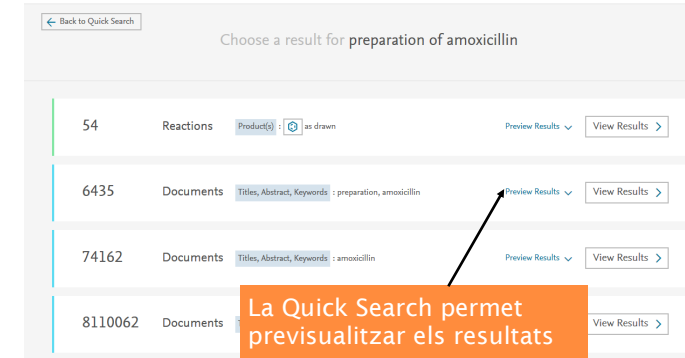 ← Back to Quick Search
Choose a result for preparation of amoxicillin
54 Reactions Product(s) : as drawn Preview Results View Results >
6435 Documents Titles, Abstract, Keywords : preparation, amoxicillin Preview Results View Results >
74162 Documents Titles, Abstract, Keywords : amoxicillin Preview Results View Results >
8110062 Documents View Results >
La Quick Search permet
previsualitzar els resultats